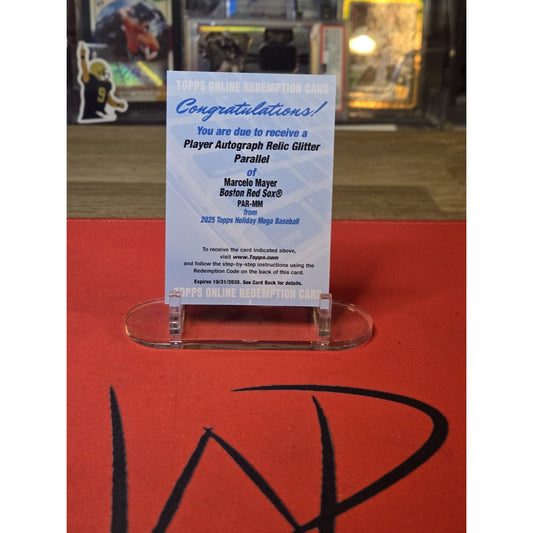 TOPPS ONLINE REDEMPTION CARD
Congratulations!
You are due to receive a
Player Autograph Relic Glitter
Parallel
of
Marcelo Mayer
Boston Red Sox®
PAR-MM
from
2025 Topps Holiday Mega Baseball
To receive the card indicated above,
visit www.Topps.com
and follow the step-by-step instructions using the
Redemption Code on the back of this card.
Expires 10/31/2035. See Card Back for details.
TOPPS ONLINE REDEMPTION CARD